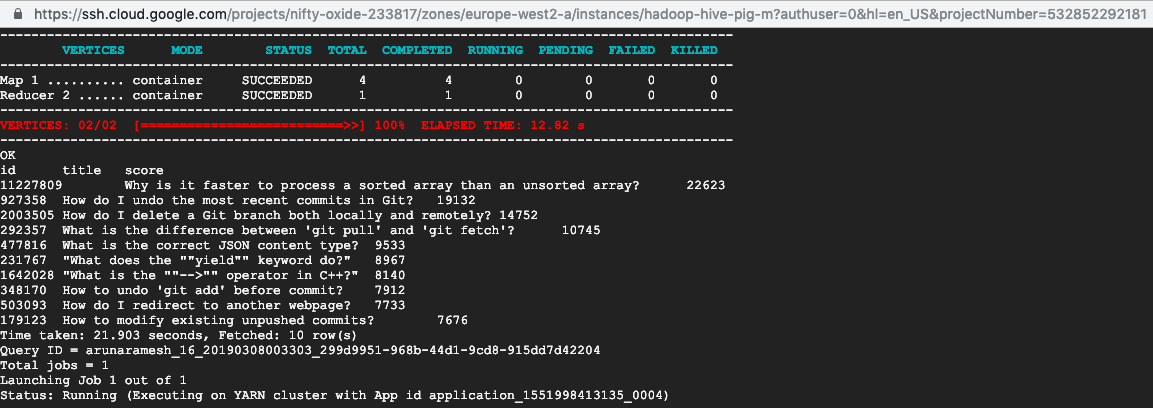 https://ssh.cloud.google.com/projects/nifty-oxide-233817/zones/europe-west2-a/instances/hadoop-hive-pig-m?authuser=0&hl=en_US&projectNumber=532852292181
----------------------------------------------------------------------------------------------
VERTICES MODE STATUS TOTAL COMPLETED RUNNING PENDING FAILED KILLED
----------------------------------------------------------------------------------------------
Map 1 .......... container SUCCEEDED 4 4 0 0 0 0
Reducer 2 ...... container SUCCEEDED 1 1 0 0 0 0
----------------------------------------------------------------------------------------------
VERTICES: 02/02 [==========================>>] 100% ELAPSED TIME: 12.82 s
----------------------------------------------------------------------------------------------
OK
id title score
11227809 Why is it faster to process a sorted array than an unsorted array? 22623
927358 How do I undo the most recent commits in Git? 19132
2003505 How do I delete a Git branch both locally and remotely? 14752
292357 What is the difference between 'git pull' and 'git fetch'? 10745
477816 What is the correct JSON content type? 9533
231767 "What does the ""yield"" keyword do?" 8967
1642028 "What is the ""-->"" operator in C++?" 8140
348170 How to undo 'git add' before commit? 7912
503093 How do I redirect to another webpage? 7733
179123 How to modify existing unpushed commits? 7676
Time taken: 21.903 seconds, Fetched: 10 row(s)
Query ID = arunaramesh_16_20190308003303_299d9951-968b-44d1-9cd8-915dd7d42204
Total jobs = 1
Launching Job 1 out of 1
Status: Running (Executing on YARN cluster with App id application_1551998413135_0004)